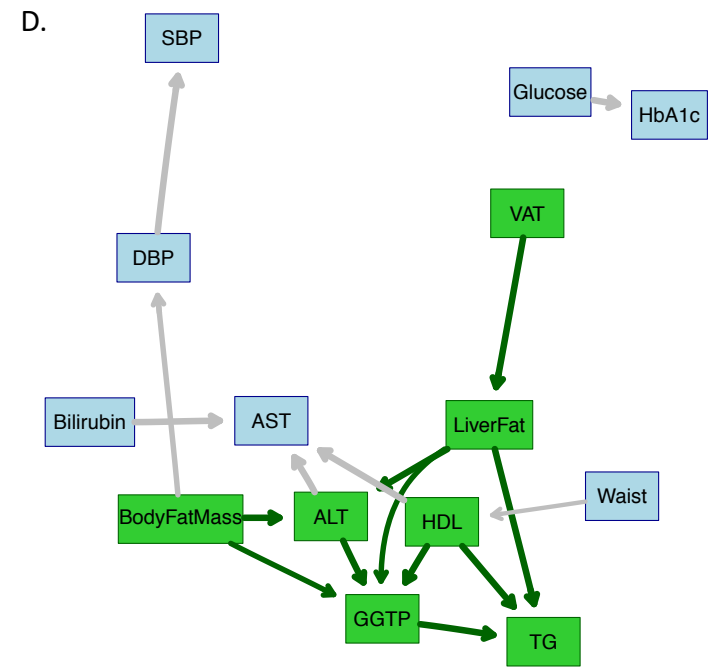 D.
SBP
Glucose
HbA1c
VAT
DBP
Bilirubin
AST
LiverFat
Waist
BodyFatMass
ALT
HDL
GGTP
TG